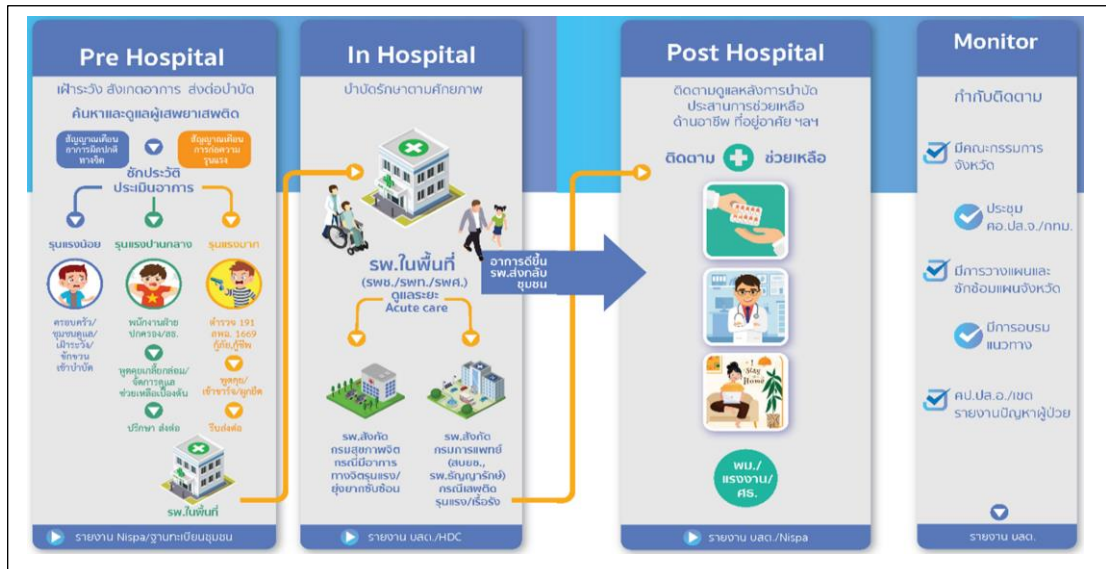 Pre Hospital
เฝ้าระวัง สังเกตอาการ ส่งต่อบำบัด
ค้นหาและดูแลผู้เสพยาเสพติด
สัญญาณเตือน
อาการผิดปกติ
ทางจิต
สัญญาณเตือน
การก่อความ
รุนแรง
ซักประวัติ
ประเมินอาการ
รุนแรงน้อย
รุนแรงปานกลาง
รุนแรงมาก
ครอบครัว/
ชุมชนดูแล/
เฝ้าระวัง/
ชักชวน
เข้าบำบัด
พนักงานฝ่าย
ปกครอง/สธ.
พูดคุยเกลี้ยกล่อม/
จัดการดูแล
ช่วยเหลือเบื้องต้น
ปรึกษา ส่งต่อ
ตำรวจ 191
สพฉ. 1669
กู้ภัย,กู้ชีพ
พูดคุย/
เข้าชาร์จ/ผูกยึด
รีบส่งต่อ
รพ.ในพื้นที่
รายงาน Nispa/ฐานทะเบียนชุมชน
In Hospital
บำบัดรักษาตามศักยภาพ
รพ.ในพื้นที่
(รพช./รพท./รพศ.)
ดูแลระยะ
Acute care
รพ.สังกัด
กรมสุขภาพจิต
กรณีมีอาการ
ทางจิตรุนแรง/
ยุ่งยากซับซ้อน
รพ.สังกัด
กรมการแพทย์
(สบยช.,
รพ.ธัญญารักษ์)
กรณีเสพติด
รุนแรง/เรื้อรัง
รายงาน บสต./HDC
อาการดีขึ้น
รพ.ส่งกลับ
ชุมชน
Post Hospital
ติดตามดูแลหลังการบำบัด
ประสานการช่วยเหลือ
ด้านอาชีพ ที่อยู่อาศัย ฯลฯ
ติดตาม ช่วยเหลือ
Stay
Home
พม./
แรงงาน/
ศธ.
รายงาน บสต./Nispa
Monitor
กำกับติดตาม
มีคณะกรรมการ
จังหวัด
ประชุม
ศอ.ปส.จ./กทม.
มีการวางแผนและ
ซักซ้อมแผนจังหวัด
มีการอบรม
แนวทาง
ศป.ปส.อ./เขต
รายงานปัญหาผู้ป่วย
รายงาน บสต.